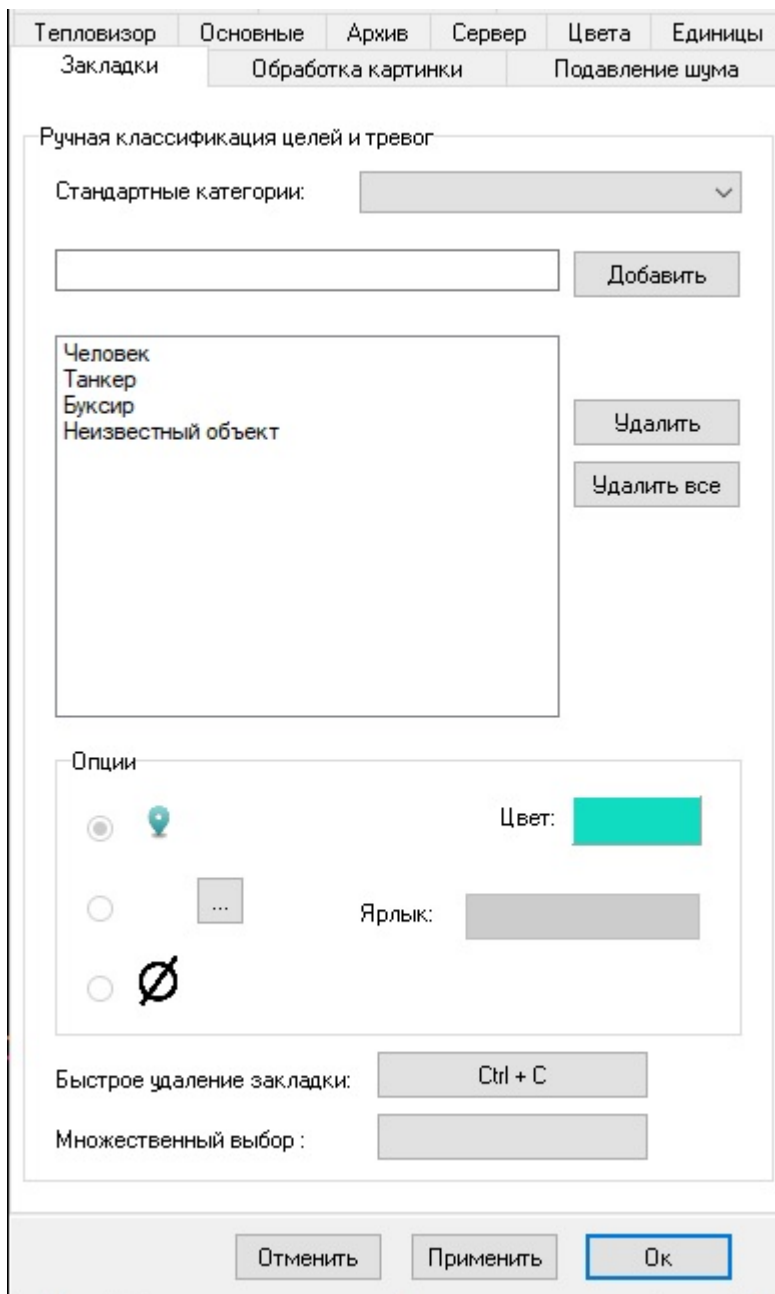 Тепловизор Основные Архив Сервер Цвета Единицы
Закладки Обработка картинки Подавление шума
Ручная классификация целей и тревог
Стандартные категории:
Добавить
Человек
Танкер
Буксир
Неизвестный объект
Удалить
Удалить все
Опции
Цвет:
...
Ярлык:
Ø
Быстрое удаление закладки: Ctrl + C
Множественный выбор :
Отменить Применить Ок